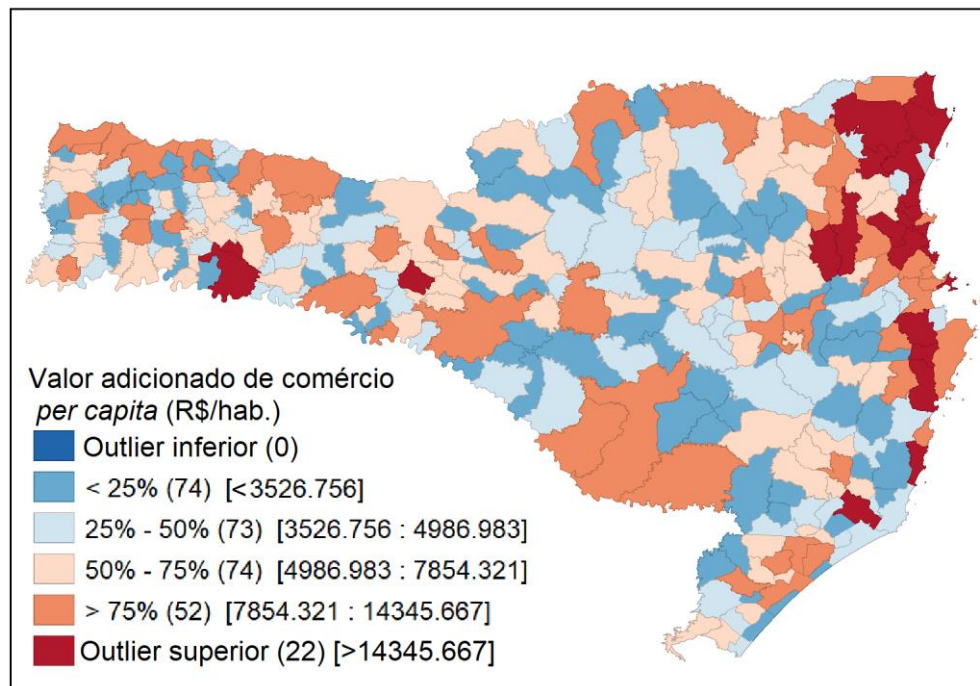 Valor adicionado de comércio
per capita (R$/hab.)
Outlier inferior (0)
< 25% (74) [<3526.756]
25% - 50% (73) [3526.756 : 4986.983]
50% - 75% (74) [4986.983 : 7854.321]
> 75% (52) [7854.321 : 14345.667]
Outlier superior (22) [>14345.667]